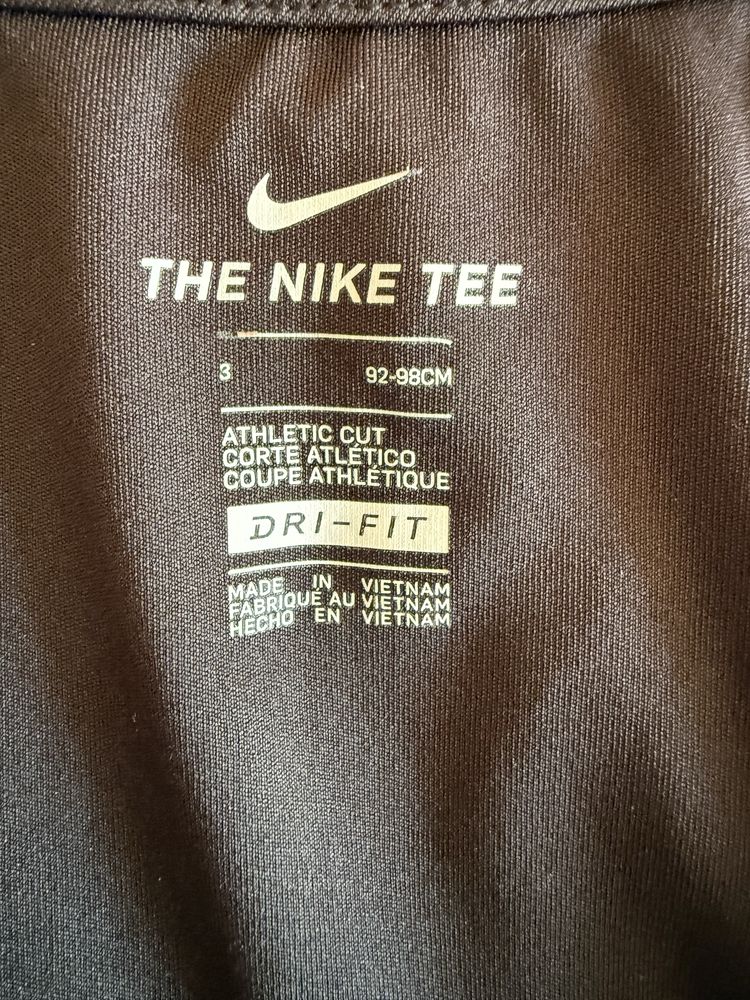 THE NIKE TEE
3 92-98CM
ATHLETIC CUT
CORTE ATLÉTICO
COUPE ATHLÉTIQUE
DRI-FIT
MADE IN VIETNAM
FABRIQUÉ AU VIETNAM
HECHO EN VIETNAM